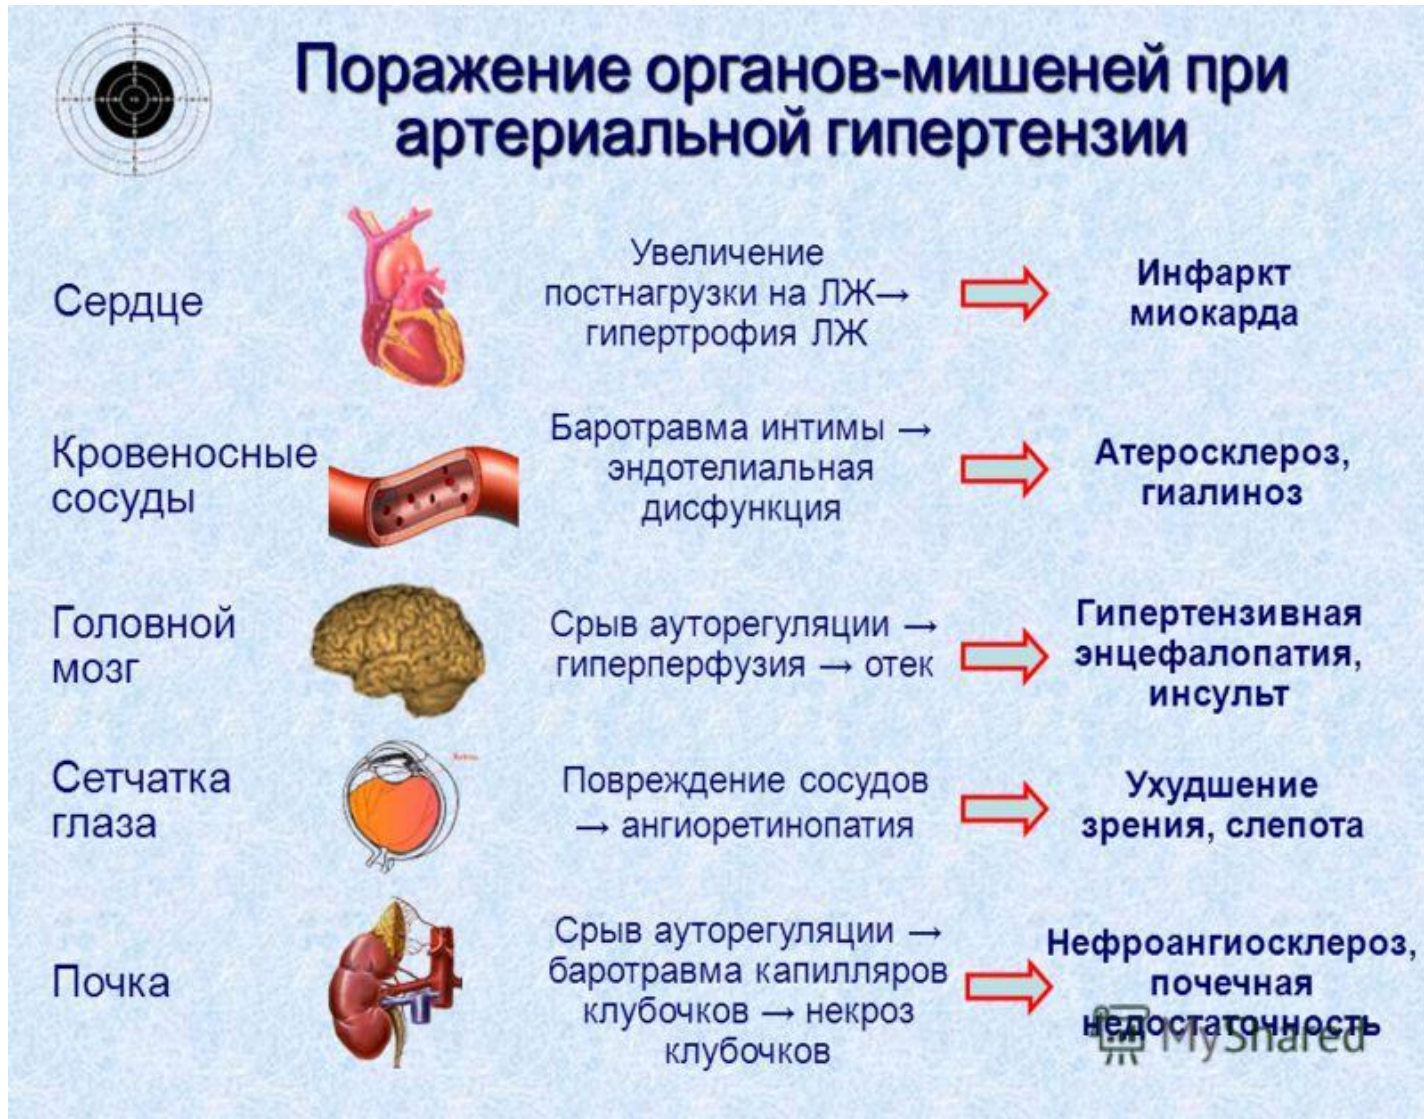 Поражение органов-мишеней при
артериальной гипертензии
Сердце
Увеличение
постнагрузки на ЛЖ→
гипертрофия ЛЖ
Инфаркт
миокарда
Кровеносные
сосуды
Баротравма интимы →
эндотелиальная
дисфункция
Атеросклероз,
гиалиноз
Головной
мозг
Срыв ауторегуляции →
гиперперфузия → отек
Гипертензивная
энцефалопатия,
инсульт
Сетчатка
глаза
Повреждение сосудов
→ ангиоретинопатия
Ухудшение
зрения, слепота
Почка
Срыв ауторегуляции →
баротравма капилляров
клубочков → некроз
клубочков
Нефроангиосклероз,
почечная
недостаточность
MyShared